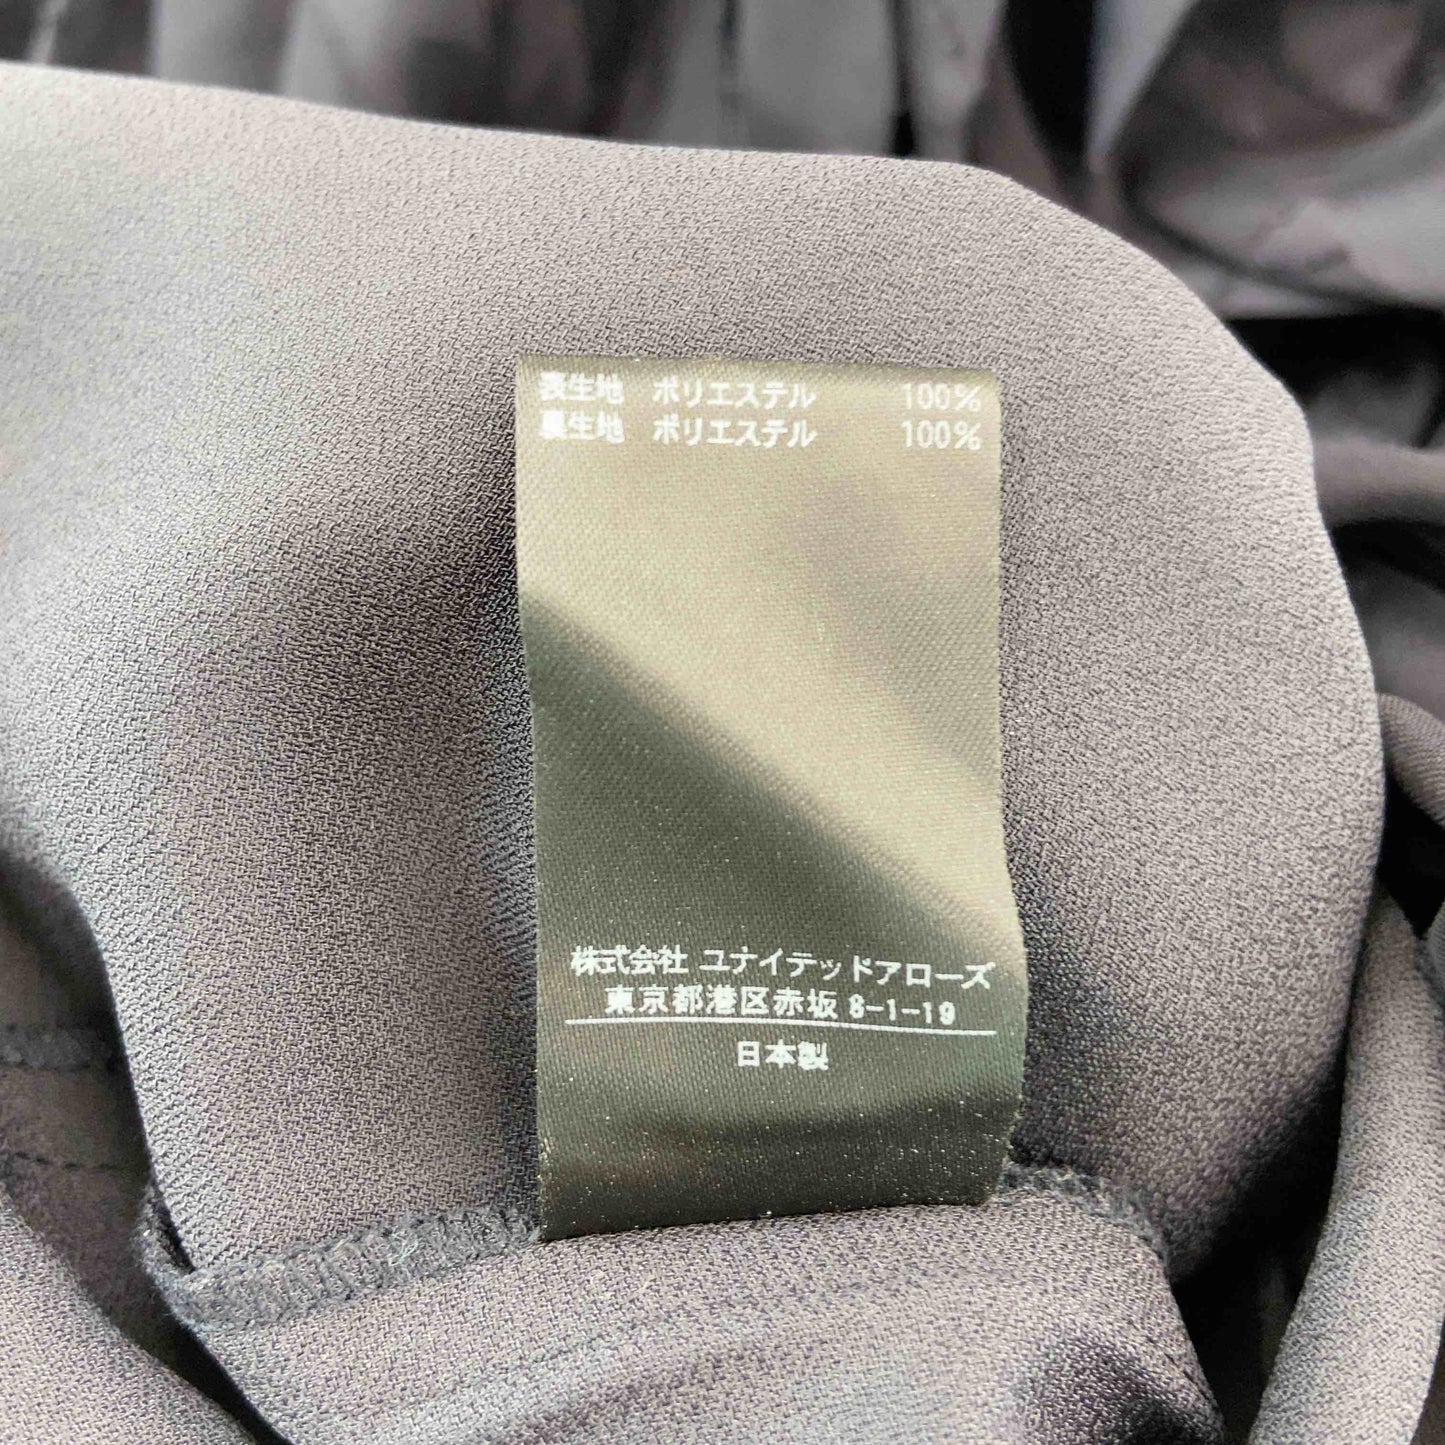 表生地 ポリエステル 100%
裏生地 ポリエステル 100%
株式会社 ユナイテッドアローズ
東京都港区赤坂 8-1-19
日本製